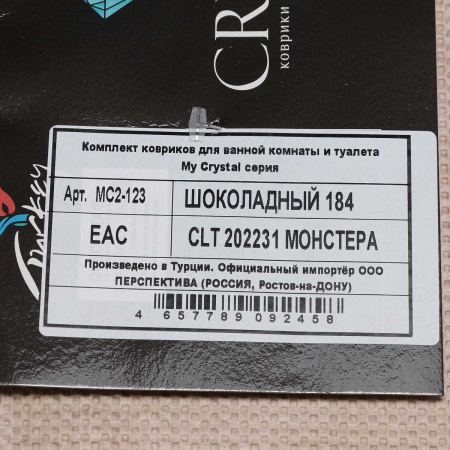 CR
коврики
Turkey
Комплект ковриков для ванной комнаты и туалета
My Crystal серия
Арт. MC2-123 ШОКОЛАДНЫЙ 184
EAC CLT 202231 МОНСТЕРА
Произведено в Турции. Официальный импортёр ООО
ПЕРСПЕКТИВА (РОССИЯ, Ростов-на-ДОНУ)
4 657789 092458